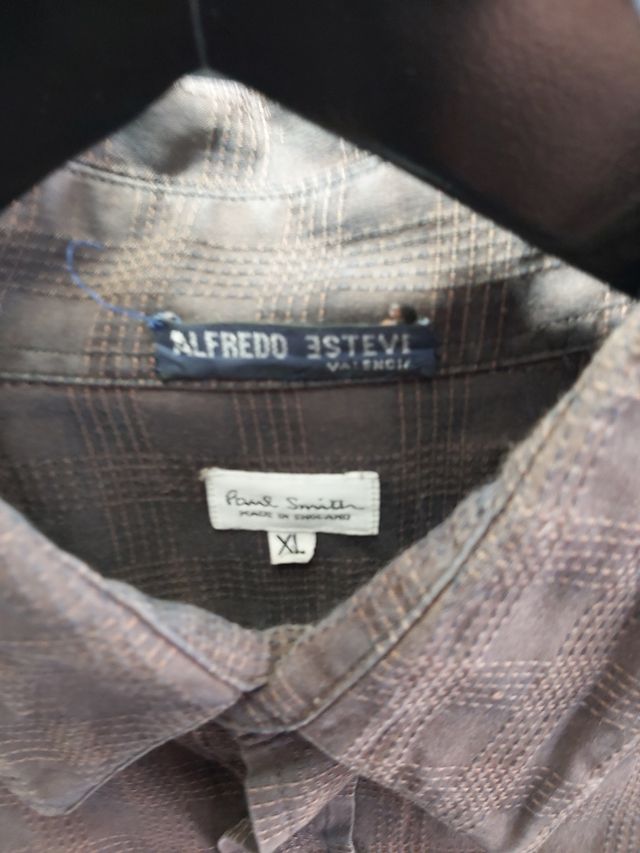 ALFREDO ƎSTEVE
VALENCIA
Paul Smith
MADE IN ENGLAND
XL